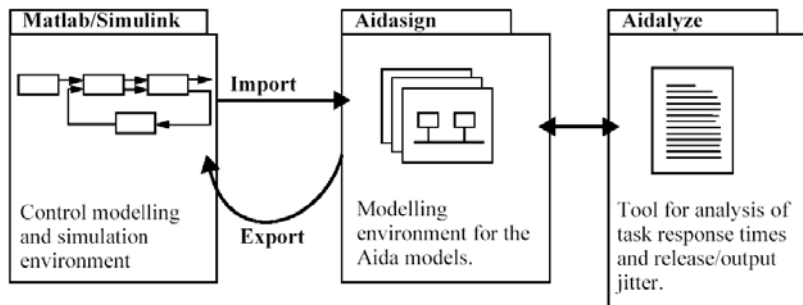 Matlab/Simulink
Aidasign
Aidalyze
Import
Export
Control modelling
and simulation
environment
Modelling
environment for the
Aida models.
Tool for analysis of
task response times
and release/output
jitter.